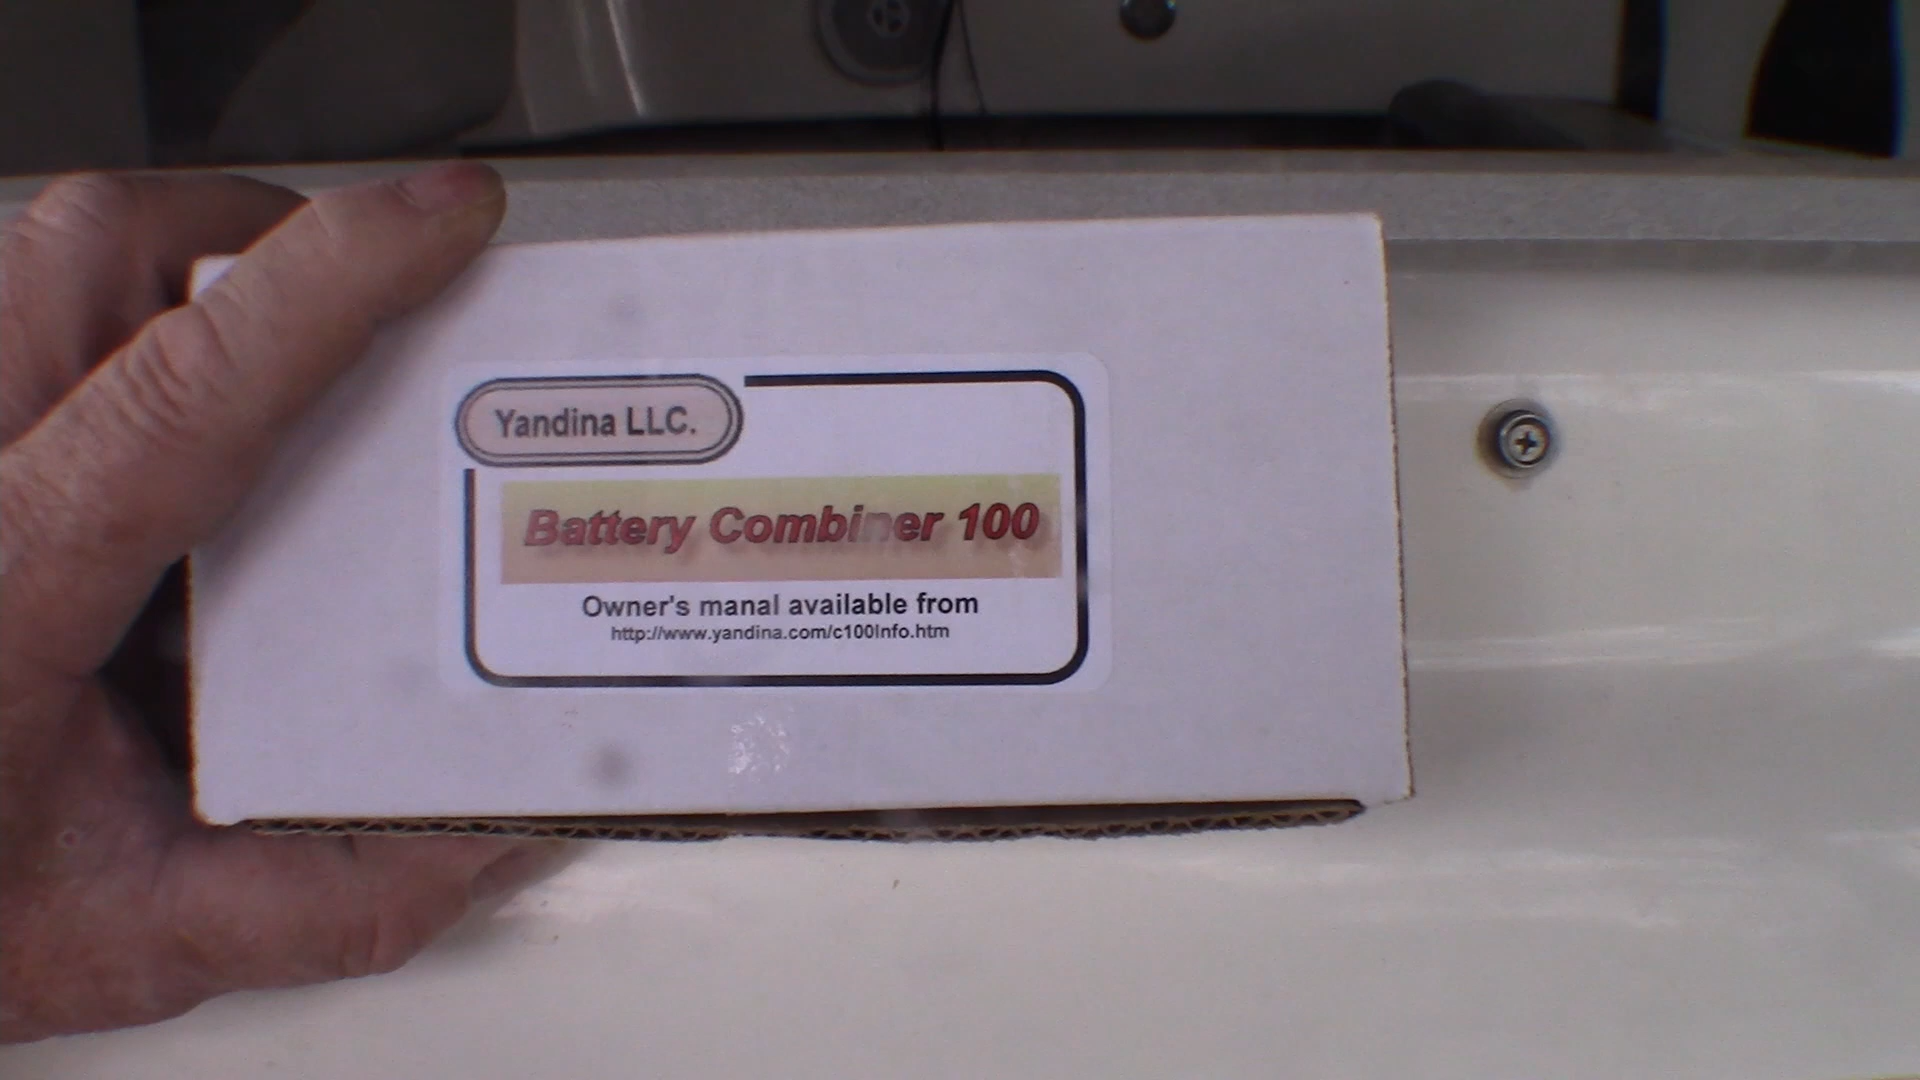 Yandina LLC.
Battery Combiner 100
Owner's manal available from
http://www.yandina.com/c100Info.htm